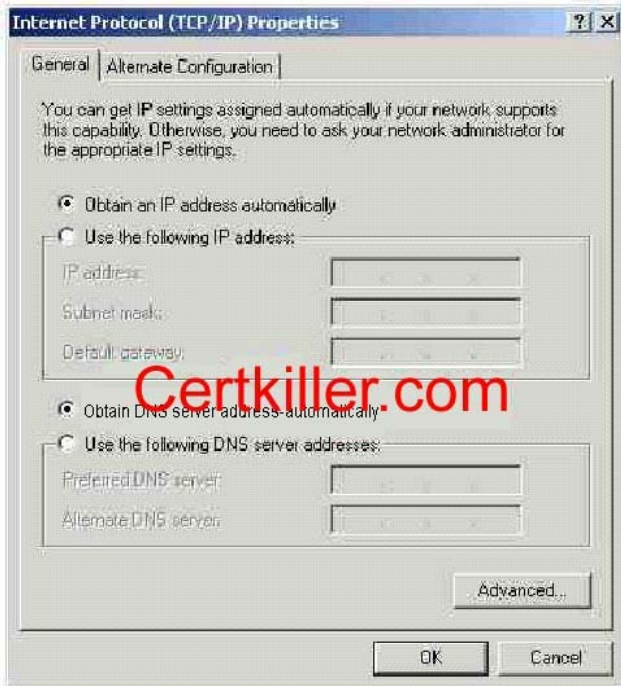 Internet Protocol (TCP/IP) Properties
General
Alternate Configuration
You can get IP settings assigned automatically if your network supports
this capability. Otherwise, you need to ask your network administrator for
the appropriate IP settings.
Obtain an IP address automatically
Use the following IP address:
IP address:
Subnet mask:
Default gateway:
Certkiller.com
Obtain DNS server address automatically
Use the following DNS server addresses:
Preferred DNS server:
Alternate DNS server:
Advanced...
OK
Cancel